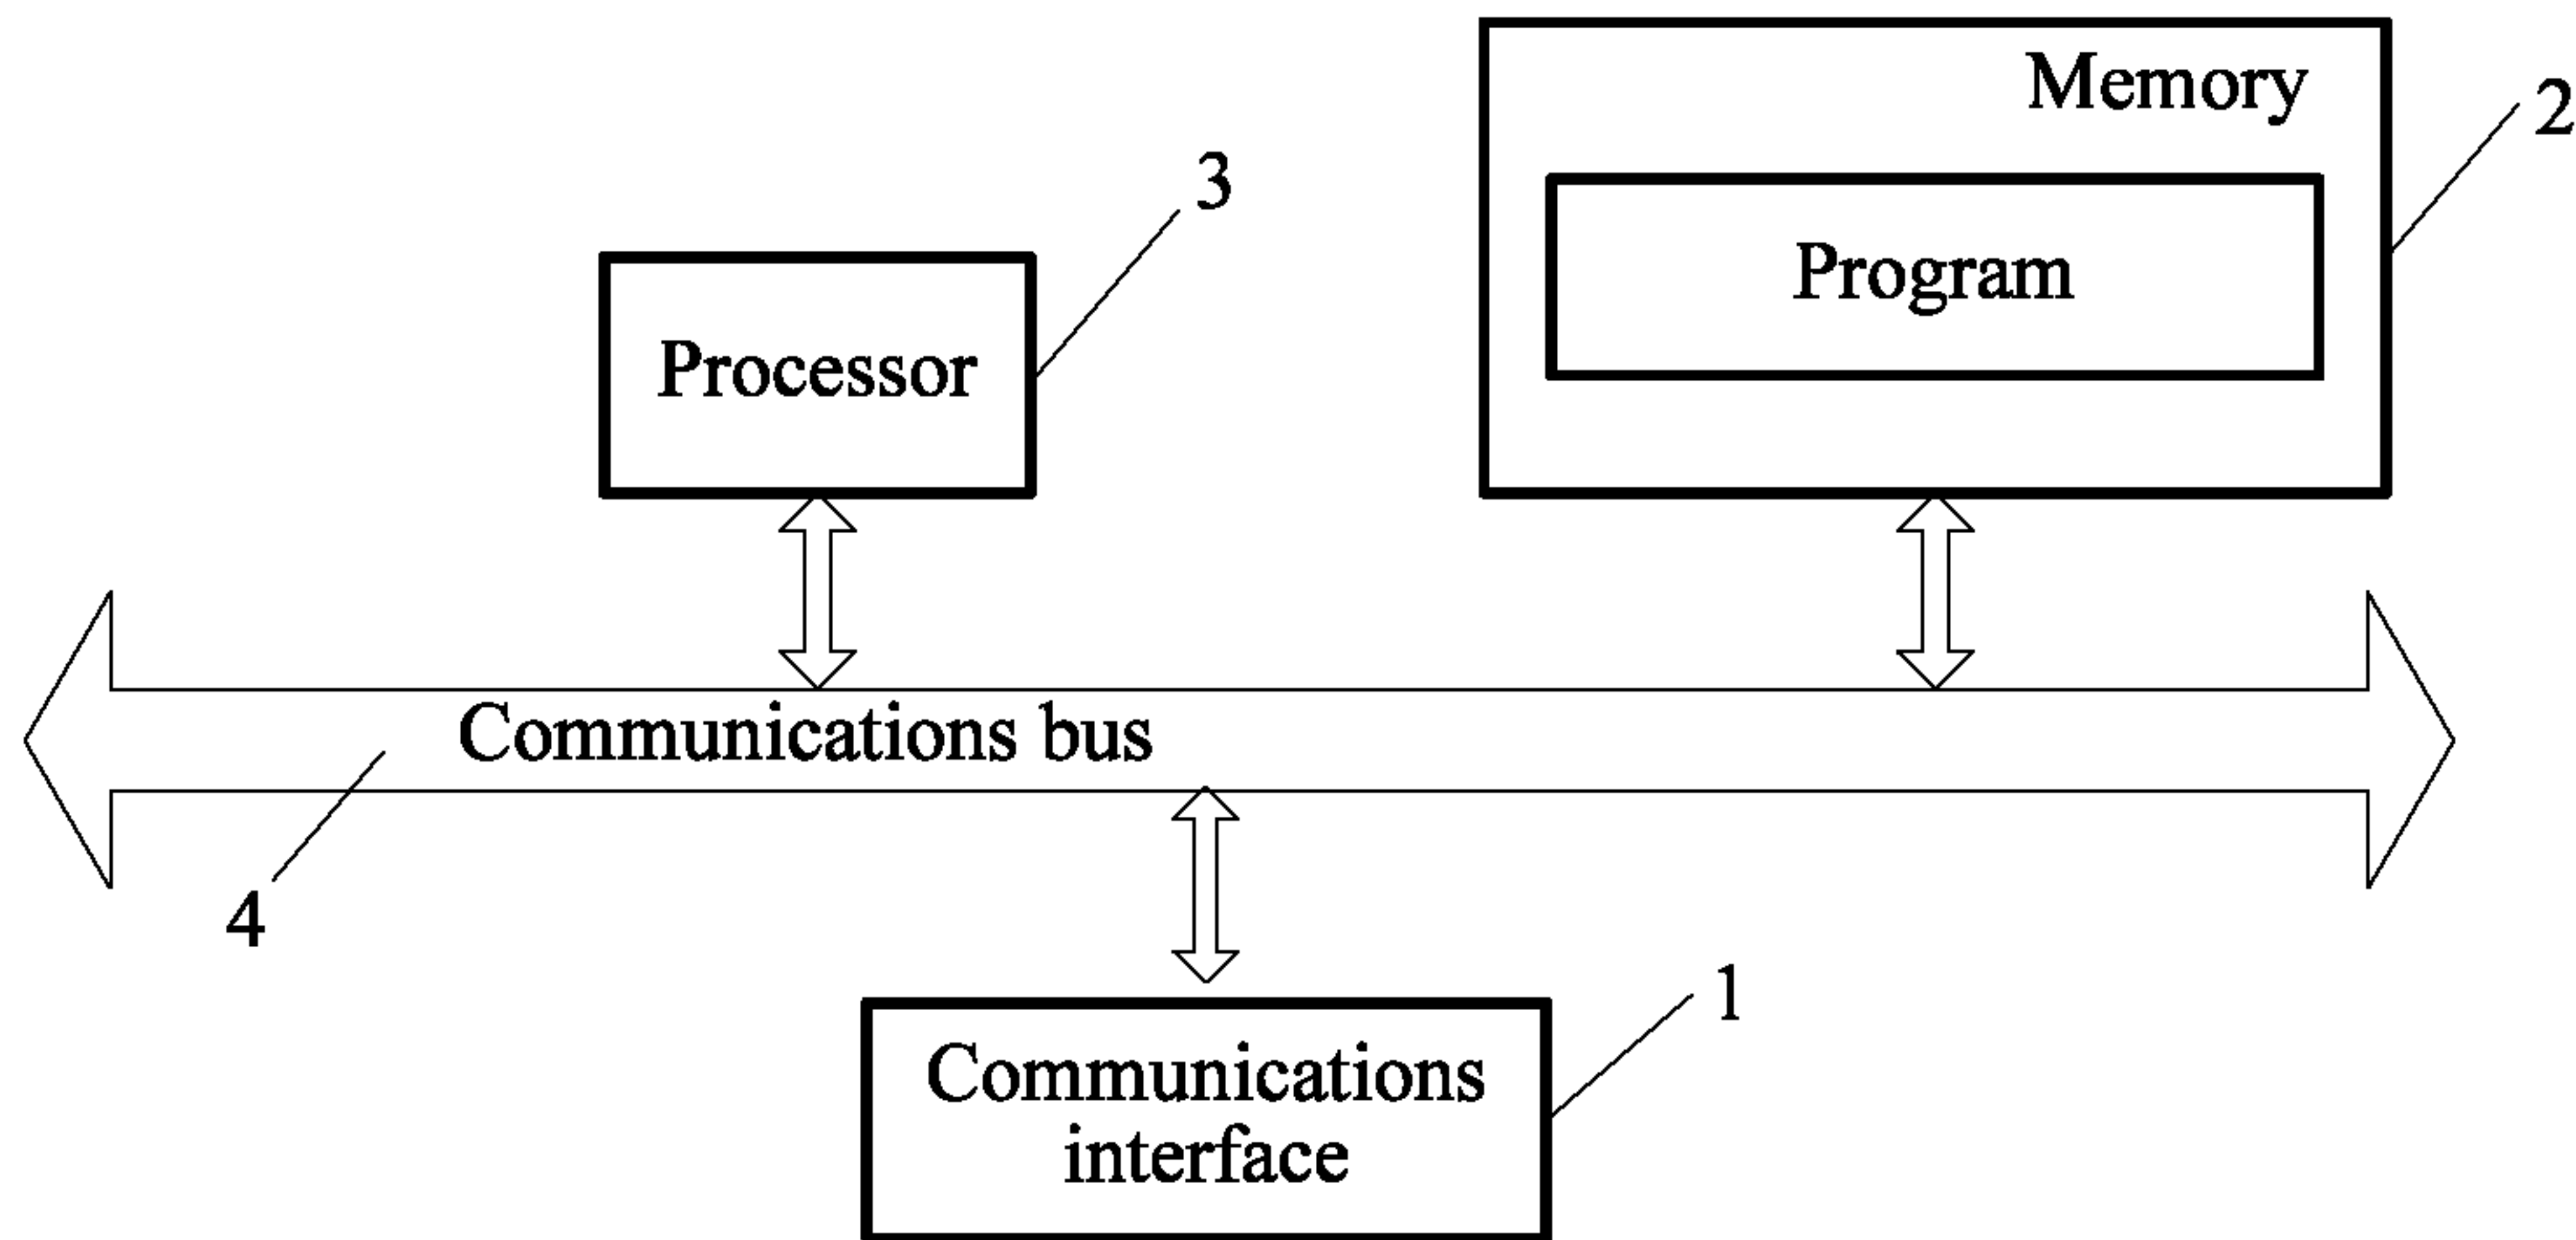 Memory
2
3
Program
Processor
Communications bus
4
1
Communications
interface